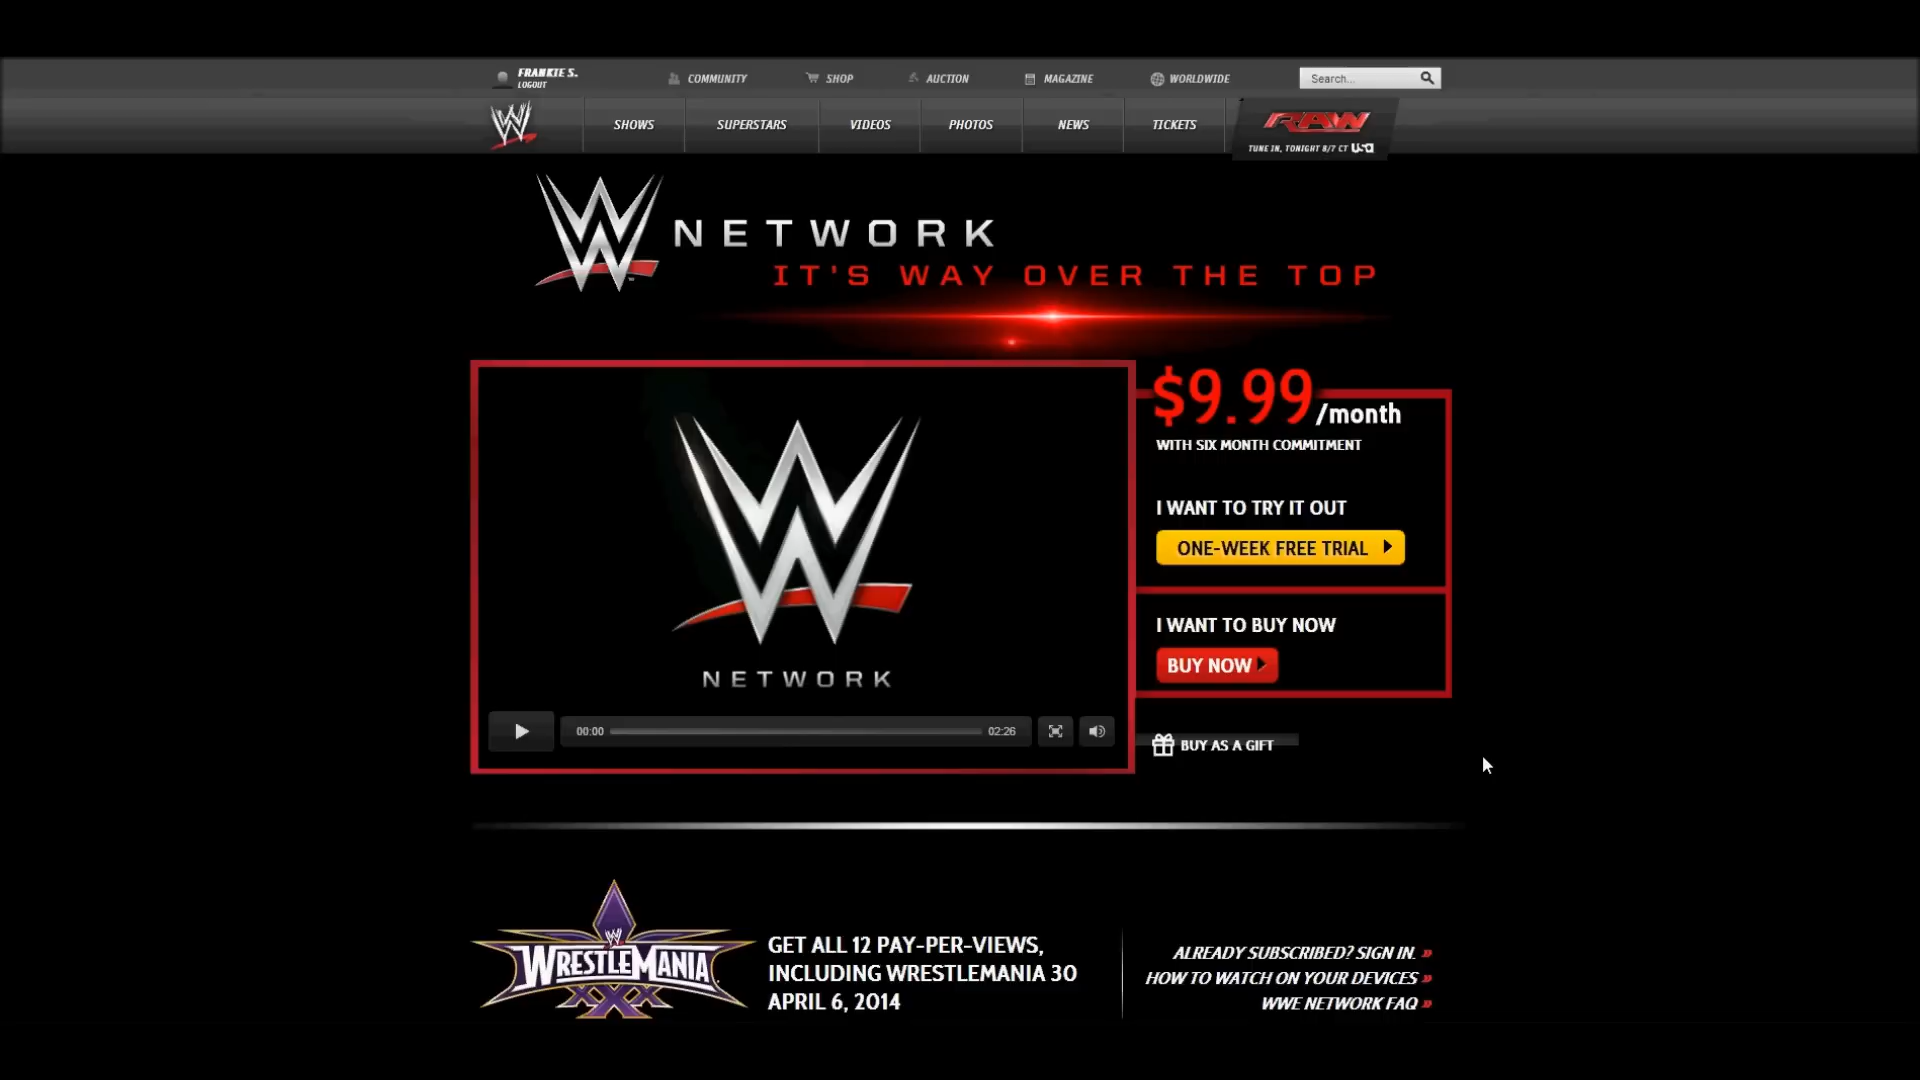 FRANKIE S.
LOGOUT
COMMUNITY
SHOP
AUCTION
MAGAZINE
WORLDWIDE
Search...
W
SHOWS
SUPERSTARS
VIDEOS
PHOTOS
NEWS
TICKETS
RAW
TUNE IN, TONIGHT 8/7 CT USA
W NETWORK
IT'S WAY OVER THE TOP
W
NETWORK
00:00
02:26
$9.99/month
WITH SIX MONTH COMMITMENT
I WANT TO TRY IT OUT
ONE-WEEK FREE TRIAL
I WANT TO BUY NOW
BUY NOW
BUY AS A GIFT
W
WRESTLEMANIA
XXX
GET ALL 12 PAY-PER-VIEWS,
INCLUDING WRESTLEMANIA 30
APRIL 6, 2014
ALREADY SUBSCRIBED? SIGN IN. »
HOW TO WATCH ON YOUR DEVICES »
WWE NETWORK FAQ »